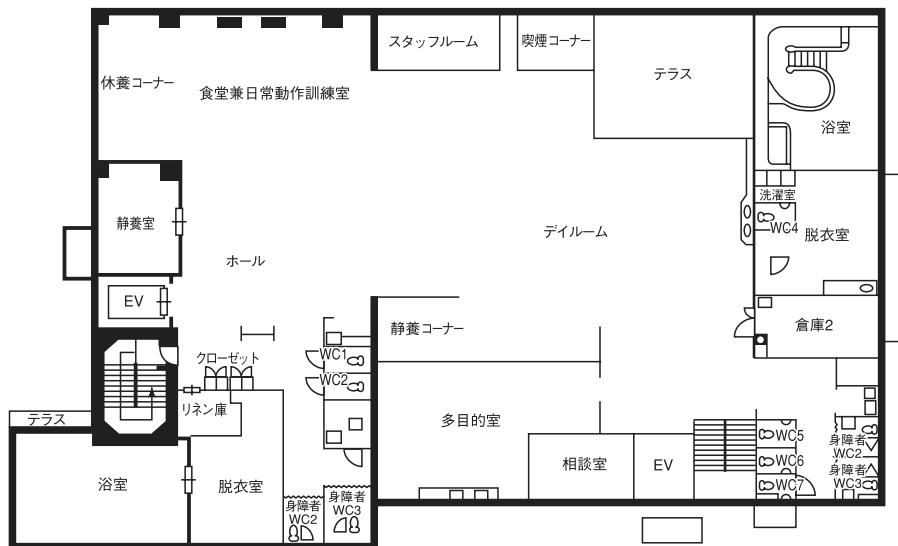 スタッフルーム
喫煙コーナー
テラス
休養コーナー
食堂兼日常動作訓練室
浴室
洗濯室
静養室
WC4
脱衣室
デイルーム
ホール
EV
倉庫2
静養コーナー
WC1
クローゼット
WC2
リネン庫
テラス
多目的室
WC5
身障者
WC2
相談室
EV
WC6
身障者
WC3
WC7
浴室
脱衣室
身障者
WC2
身障者
WC3